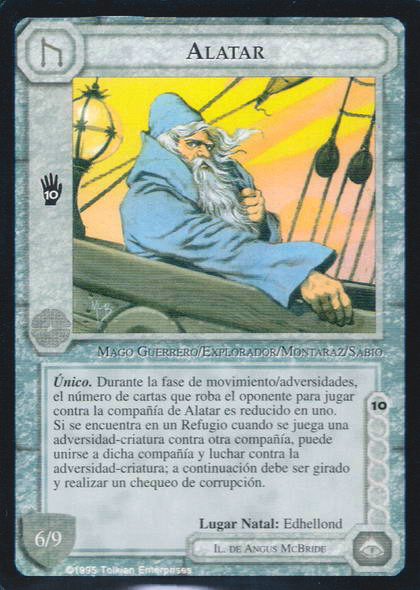 ALATAR
10
MAGO GUERRERO/EXPLORADOR/MONTARAZ/SABIO
Único. Durante la fase de movimiento/adversidades,
el número de cartas que roba el oponente para jugar
contra la compañía de Alatar es reducido en uno.
Si se encuentra en un Refugio cuando se juega una
adversidad-criatura contra otra compañía, puede
unirse a dicha compañía y luchar contra la
adversidad-criatura; a continuación debe ser girado
y realizar un chequeo de corrupción.
10
Lugar Natal: Edhellond
6/9
IL. DE ANGUS MCBRIDE
©1995 Tolkien Enterprises